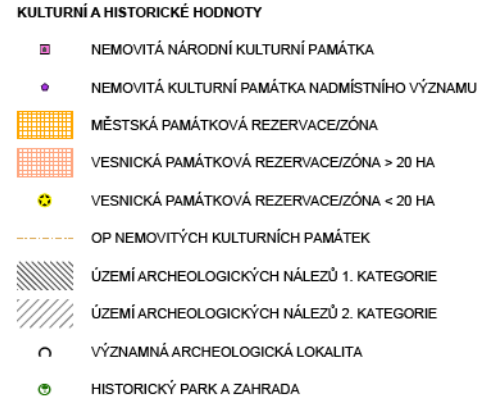 KULTURNÍ A HISTORICKÉ HODNOTY
NEMOVITÁ NÁRODNÍ KULTURNÍ PAMÁTKA
NEMOVITÁ KULTURNÍ PAMÁTKA NADMÍSTNÍHO VÝZNAMU
MĚSTSKÁ PAMÁTKOVÁ REZERVACE/ZÓNA
VESNICKÁ PAMÁTKOVÁ REZERVACE/ZÓNA > 20 HA
VESNICKÁ PAMÁTKOVÁ REZERVACE/ZÓNA < 20 HA
OP NEMOVITÝCH KULTURNÍCH PAMÁTEK
ÚZEMÍ ARCHEOLOGICKÝCH NÁLEZŮ 1. KATEGORIE
ÚZEMÍ ARCHEOLOGICKÝCH NÁLEZŮ 2. KATEGORIE
VÝZNAMNÁ ARCHEOLOGICKÁ LOKALITA
HISTORICKÝ PARK A ZAHRADA